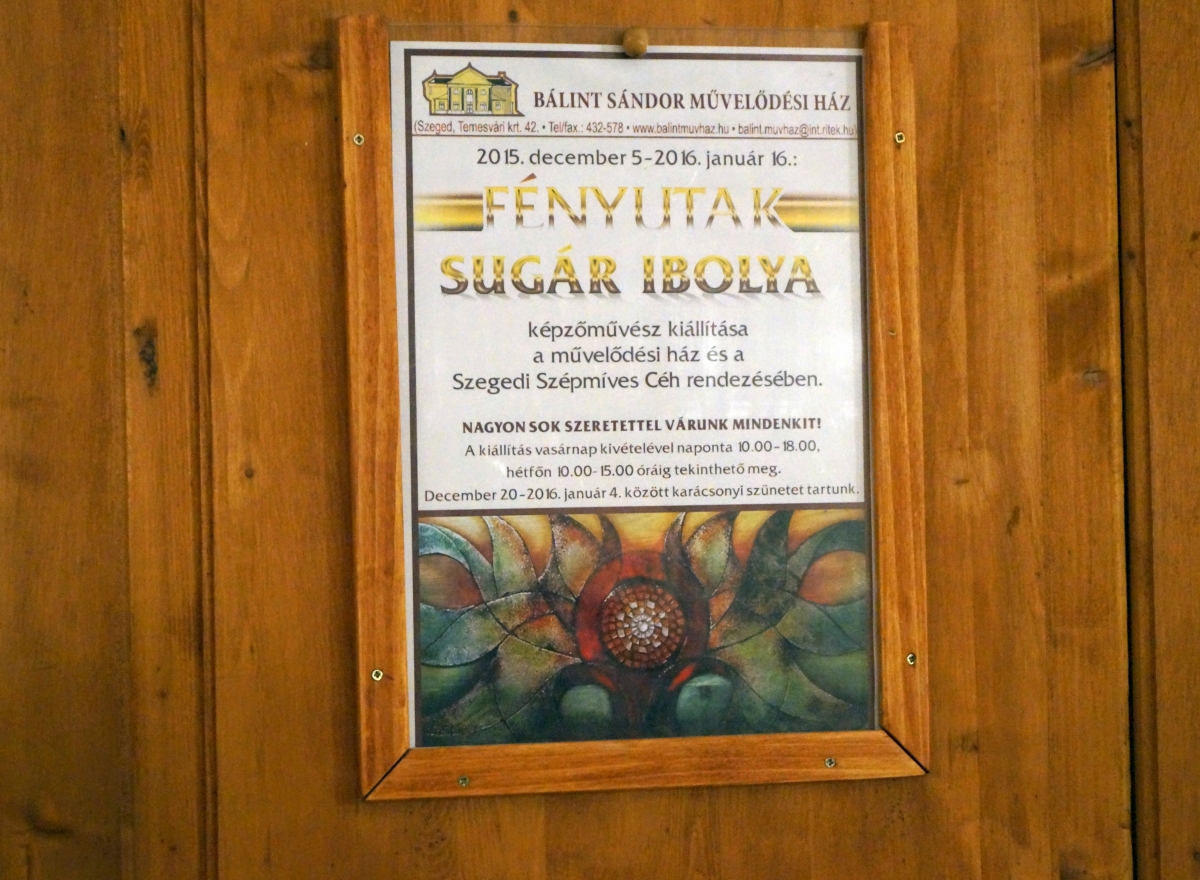 BÁLINT SÁNDOR MŰVELŐDÉSI HÁZ
(Szeged, Temesvári krt. 42. • Tel/fax.: 432-578 • www.balintmuvhaz.hu • balint.muvhaz@int.ritek.hu)
2015. december 5-2016. január 16.:
FÉNYUTAK
SUGÁR IBOLYA
képzőművész kiállítása
a művelődési ház és a
Szegedi Szépmíves Céh rendezésében.
NAGYON SOK SZERETETTEL VÁRUNK MINDENKIT!
A kiállítás vasárnap kivételével naponta 10.00-18.00,
hétfőn 10.00-15.00 óráig tekinthető meg.
December 20-2016. január 4. között karácsonyi szünetet tartunk.